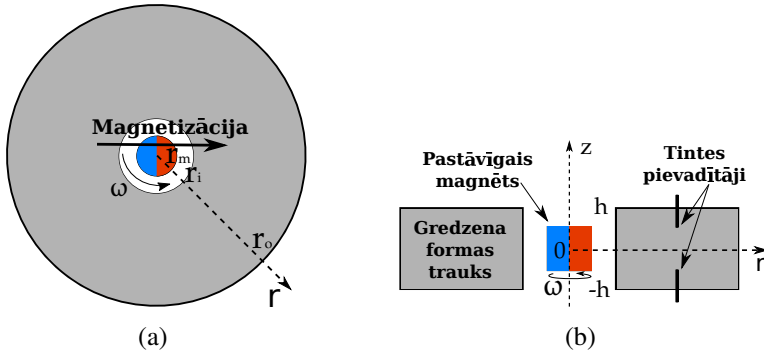 Magnetizācija
r_m
r_i
ω
r_o
r
(a)
z
Pastāvīgais
magnēts
Tintes
pievadītāji
h
Gredzena
formas
trauks
0
r
ω
-h
(b)